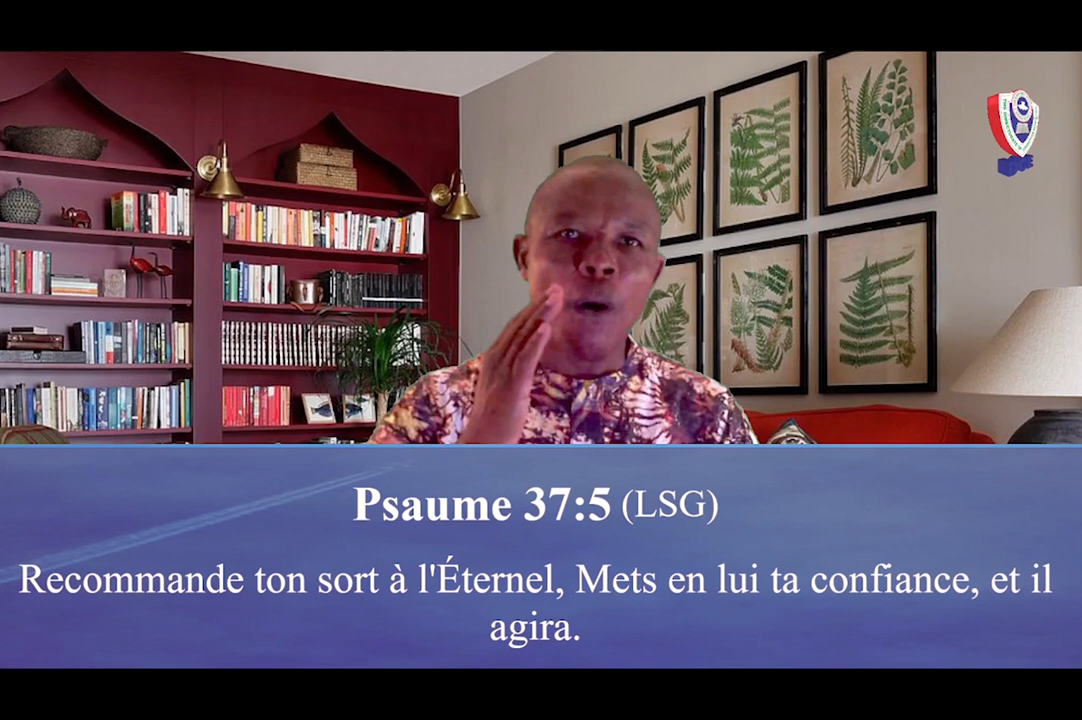 Psaume 37:5 (LSG)
Recommande ton sort à l'Éternel, Mets en lui ta confiance, et il
agira.